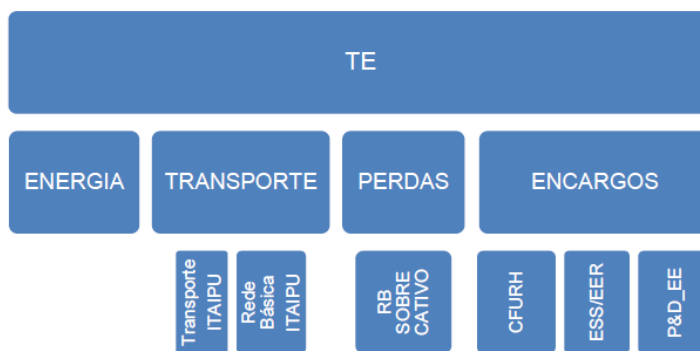 TE
ENERGIA
TRANSPORTE
PERDAS
ENCARGOS
Transporte
ITAIPU
Rede
Básica
ITAIPU
RB
SOBRE
CATIVO
CFURH
ESS/EER
P&D_EE